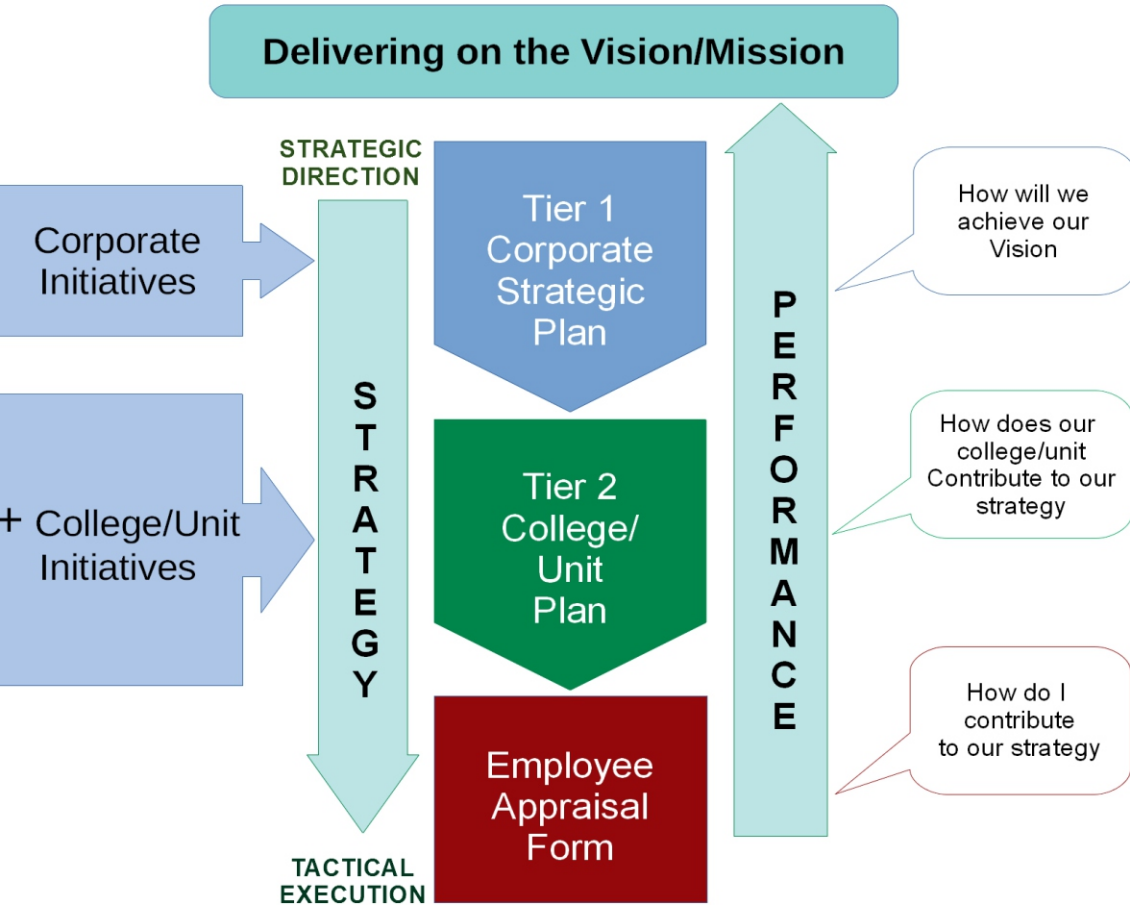 Delivering on the Vision/Mission
STRATEGIC
DIRECTION
Corporate
Initiatives
+ College/Unit
Initiatives
STRATEGY
TACTICAL
EXECUTION
Tier 1
Corporate
Strategic
Plan
Tier 2
College/
Unit
Plan
Employee
Appraisal
Form
PERFORMANCE
How will we
achieve our
Vision
How does our
college/unit
Contribute to our
strategy
How do I
contribute
to our strategy